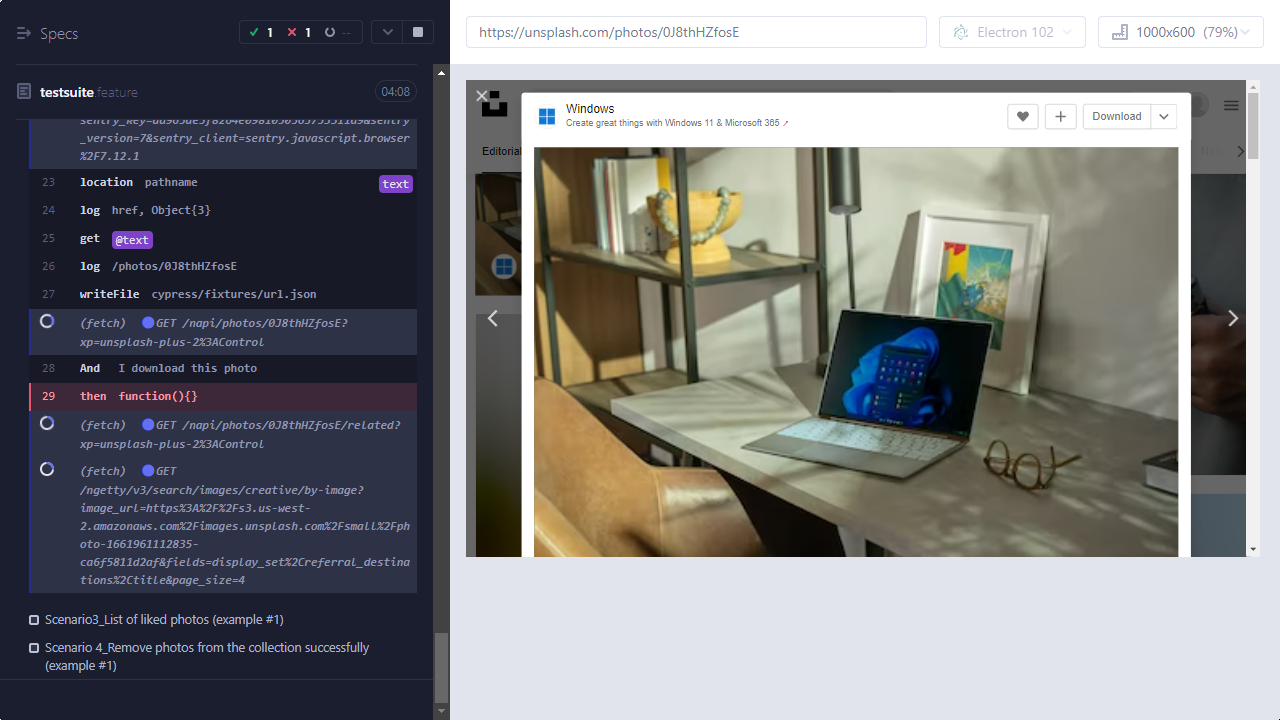 Specs
1
1
--
testsuite.feature
04:08
_version=7&sentry_client=sentry.javascript.browser
%2F7.12.1
23 location pathname text
24 log href, Object{3}
25 get @text
26 log /photos/0J8thHZfosE
27 writeFile cypress/fixtures/url.json
(fetch) GET /napi/photos/0J8thHZfosE?
xp=unsplash-plus-2%3AControl
28 And I download this photo
29 then function(){}
(fetch) GET /napi/photos/0J8thHZfosE/related?
xp=unsplash-plus-2%3AControl
(fetch) GET
/ngetty/v3/search/images/creative/by-image?
image_url=https%3A%2F%2Fs3.us-west-
2.amazonaws.com%2Fimages.unsplash.com%2Fsmall%2Fph
oto-1661961112835-
ca6f5811d2af&fields=display_set%2Creferral_destina
tions%2Ctitle&page_size=4
Scenario3_List of liked photos (example #1)
Scenario 4_Remove photos from the collection successfully
(example #1)
https://unsplash.com/photos/0J8thHZfosE
Electron 102
1000x600 (79%)
Windows
Create great things with Windows 11 & Microsoft 365 ↗
Download
Editorial